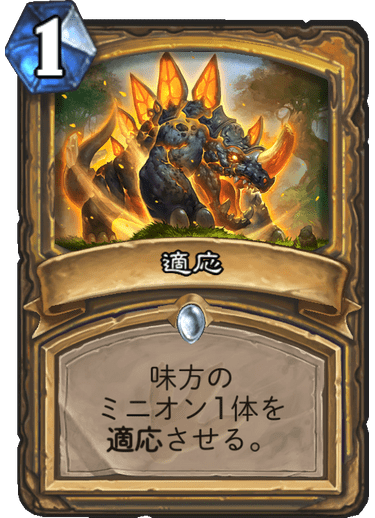 1
適応
味方の
ミニオン1体を
適応させる。